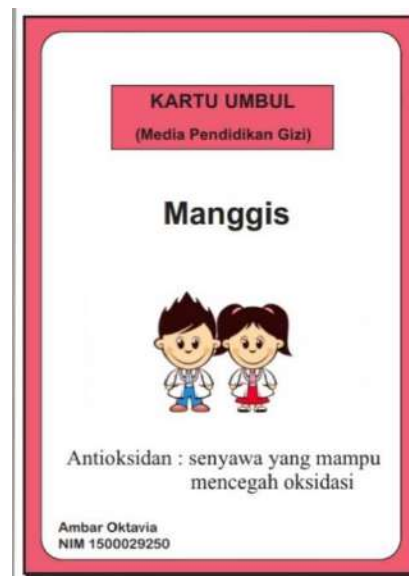 KARTU UMBUL
(Media Pendidikan Gizi)
Manggis
Antioksidan : senyawa yang mampu
mencegah oksidasi
Ambar Oktavia
NIM 1500029250